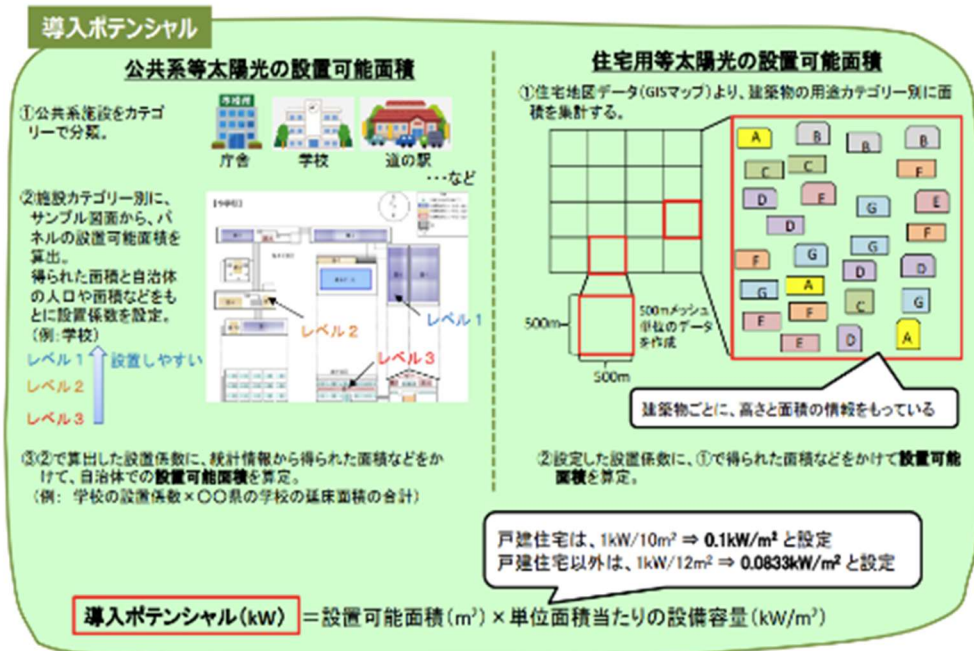 導入ポテンシャル
公共系等太陽光の設置可能面積
①公共系施設をカテゴ
リーで分類。
庁舎
学校
道の駅
…など
②施設カテゴリー別に、
サンプル図面から、パ
ネルの設置可能面積を
算出。
得られた面積と自治体
の人口や面積などをも
とに設置係数を設定。
(例:学校)
レベル1
設置しやすい
レベル2
レベル3
レベル2
レベル1
レベル3
③②で算出した設置係数に、統計情報から得られた面積などをか
けて、自治体での設置可能面積を算定。
(例: 学校の設置係数×〇〇県の学校の延床面積の合計)
住宅用等太陽光の設置可能面積
①住宅地図データ(GISマップ)より、建築物の用途カテゴリー別に面
積を集計する。
A B B B
C C F
D E G E
D F
F G G
D D
G A C G
E F
E D A
500m
500m
500mメッシュ
単位のデータ
を作成
建築物ごとに、高さと面積の情報をもっている
②設定した設置係数に、①で得られた面積などをかけて設置可能
面積を算定。
戸建住宅は、1kW/10m² ⇒ 0.1kW/m² と設定
戸建住宅以外は、1kW/12m² ⇒ 0.0833kW/m² と設定
導入ポテンシャル(kW) =設置可能面積(m²)×単位面積当たりの設備容量(kW/m²)